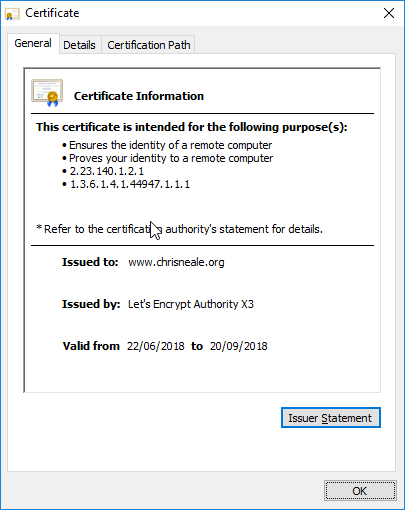 Certificate
General Details Certification Path
Certificate Information
This certificate is intended for the following purpose(s):
• Ensures the identity of a remote computer
• Proves your identity to a remote computer
• 2.23.140.1.2.1
• 1.3.6.1.4.1.44947.1.1.1
* Refer to the certification authority's statement for details.
Issued to: www.chrisneale.org
Issued by: Let's Encrypt Authority X3
Valid from 22/06/2018 to 20/09/2018
Issuer Statement
OK